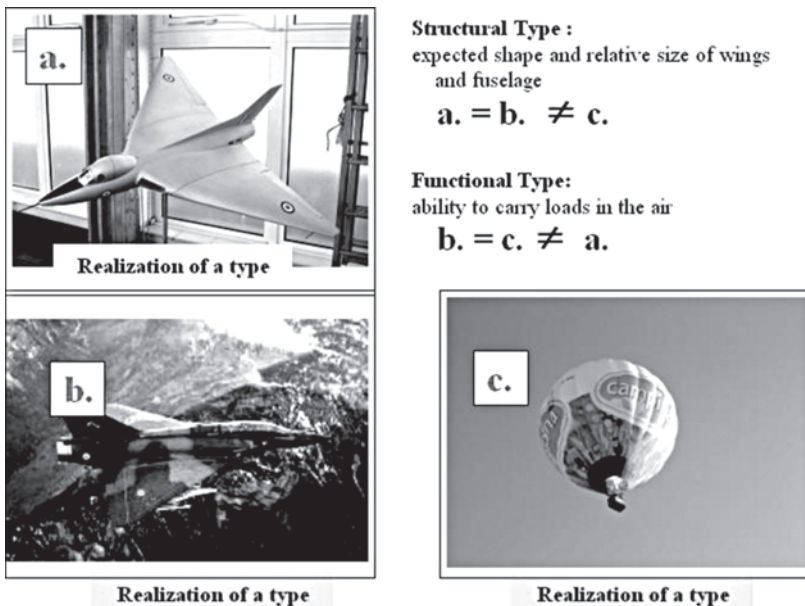 a.
Structural Type :
expected shape and relative size of wings
and fuselage
a. = b. ≠ c.
Functional Type:
ability to carry loads in the air
b. = c. ≠ a.
Realization of a type
b.
Realization of a type
c.
Realization of a type